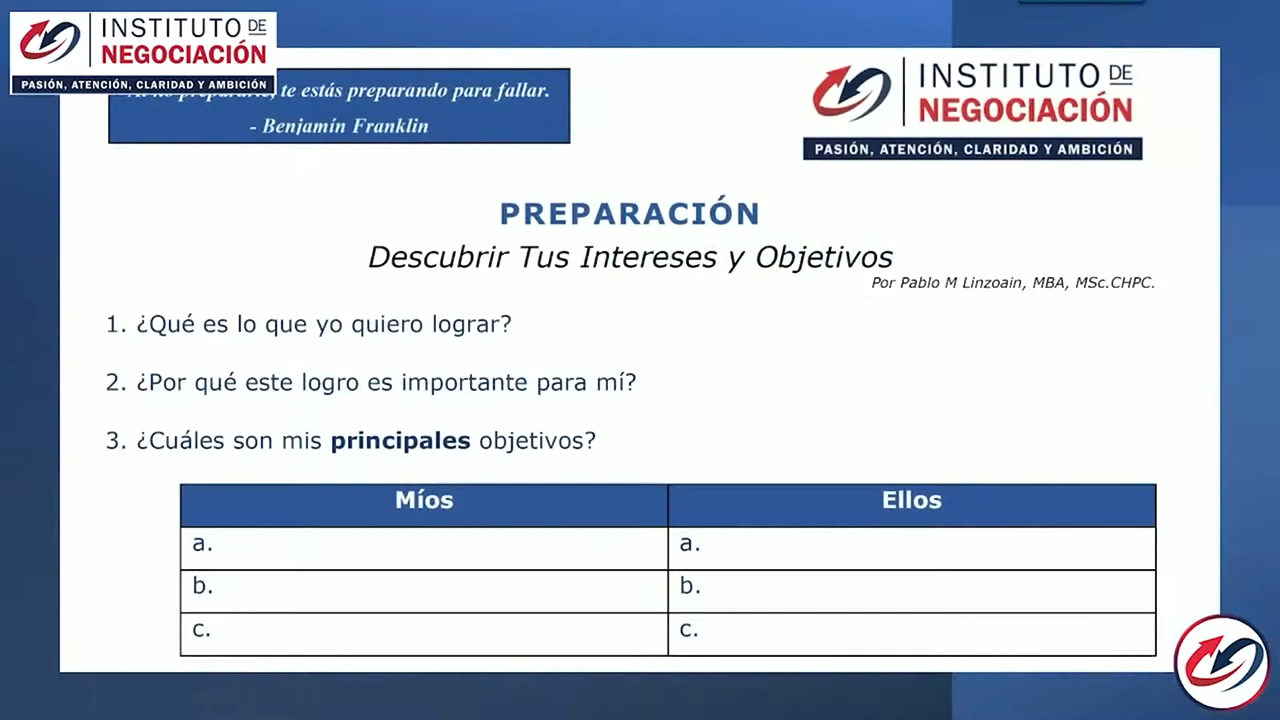 INSTITUTO DE
NEGOCIACIÓN
PASIÓN, ATENCIÓN, CLARIDAD Y AMBICIÓN
te estás preparando para fallar.
- Benjamín Franklin
INSTITUTO DE
NEGOCIACIÓN
PASIÓN, ATENCIÓN, CLARIDAD Y AMBICIÓN
PREPARACIÓN
Descubrir Tus Intereses y Objetivos
Por Pablo M Linzoain, MBA, MSc.CHPC.
1. ¿Qué es lo que yo quiero lograr?
2. ¿Por qué este logro es importante para mí?
3. ¿Cuáles son mis principales objetivos?
Míos Ellos
a. a.
b. b.
c. c.